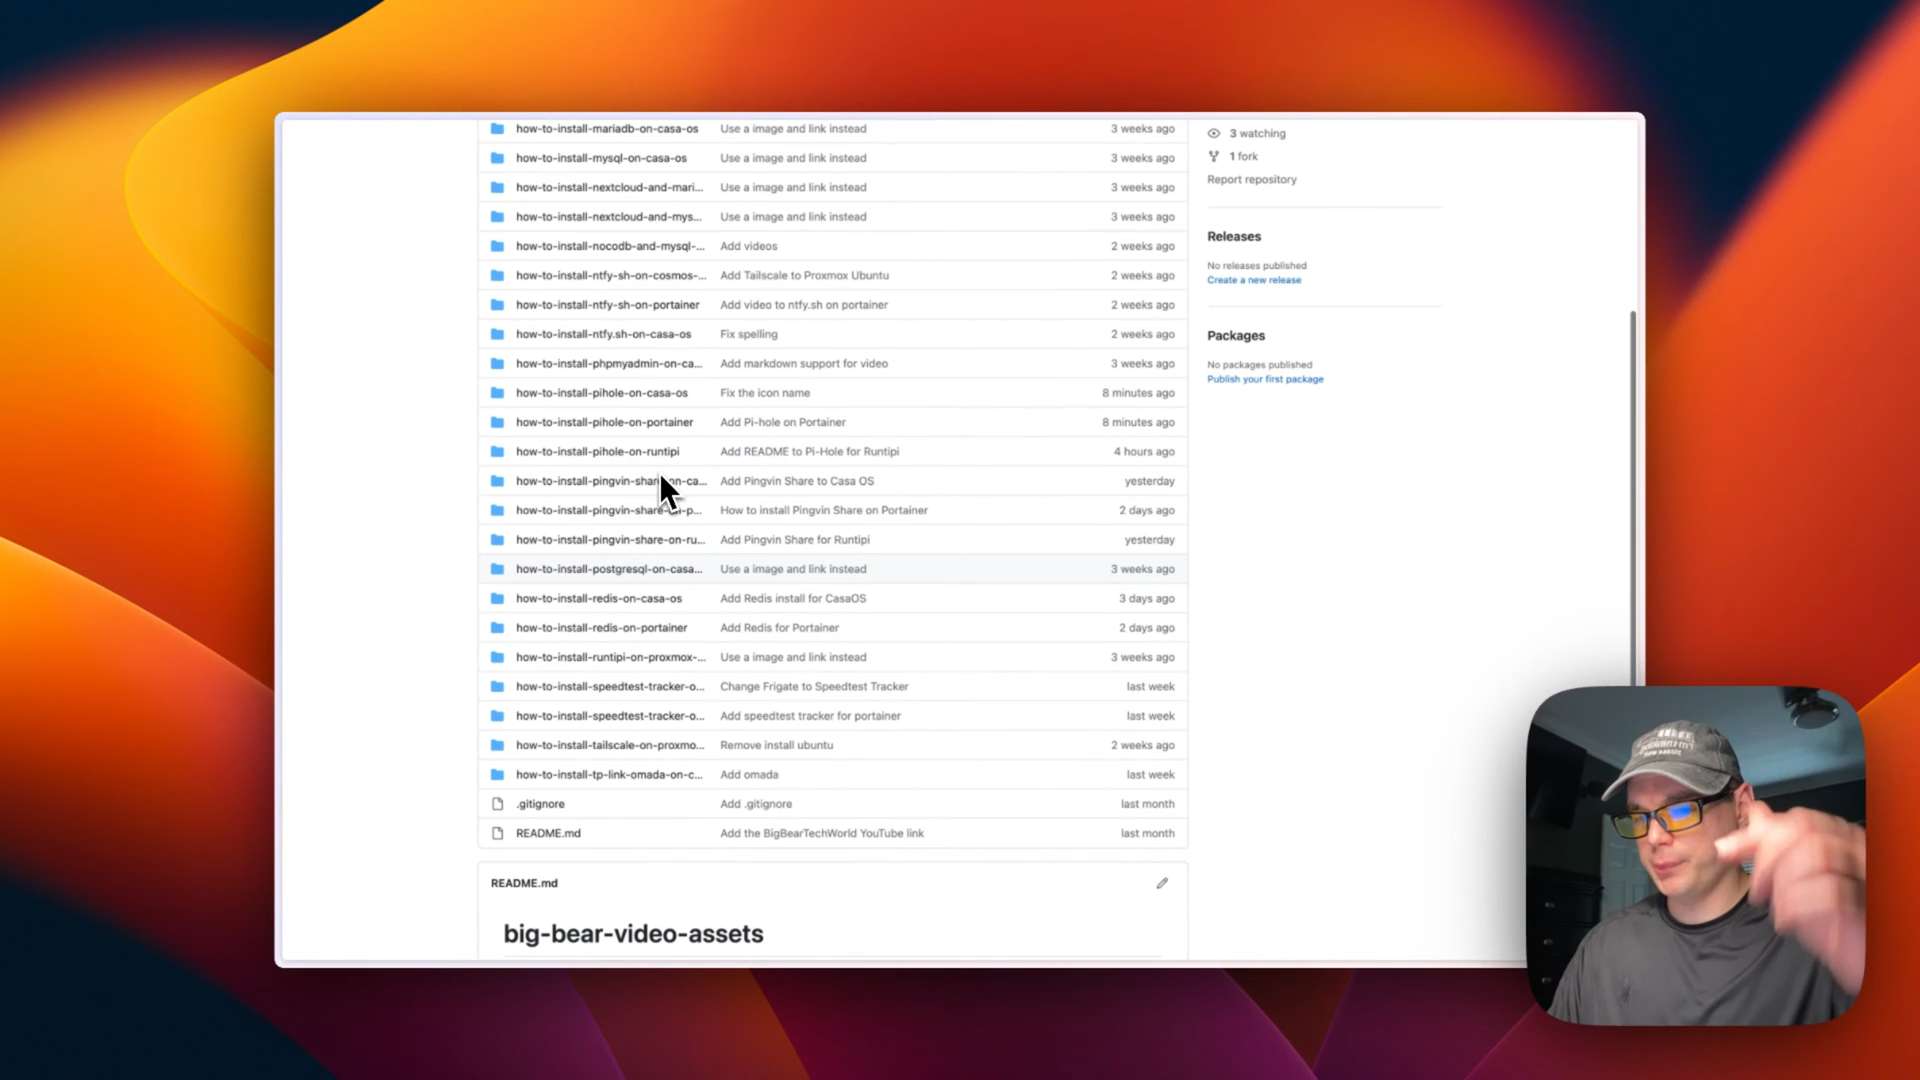 how-to-install-mariadb-on-casa-os Use a image and link instead 3 weeks ago
how-to-install-mysql-on-casa-os Use a image and link instead 3 weeks ago
how-to-install-nextcloud-and-mari... Use a image and link instead 3 weeks ago
how-to-install-nextcloud-and-mys... Use a image and link instead 3 weeks ago
how-to-install-nocodb-and-mysql-... Add videos 2 weeks ago
how-to-install-ntfy-sh-on-cosmos-... Add Tailscale to Proxmox Ubuntu 2 weeks ago
how-to-install-ntfy-sh-on-portainer Add video to ntfy.sh on portainer 2 weeks ago
how-to-install-ntfy.sh-on-casa-os Fix spelling 2 weeks ago
how-to-install-phpmyadmin-on-ca... Add markdown support for video 3 weeks ago
how-to-install-pihole-on-casa-os Fix the icon name 8 minutes ago
how-to-install-pihole-on-portainer Add Pi-hole on Portainer 8 minutes ago
how-to-install-pihole-on-runtipi Add README to Pi-Hole for Runtipi 4 hours ago
how-to-install-pingvin-share-on-ca... Add Pingvin Share to Casa OS yesterday
how-to-install-pingvin-share-on-p... How to install Pingvin Share on Portainer 2 days ago
how-to-install-pingvin-share-on-ru... Add Pingvin Share for Runtipi yesterday
how-to-install-postgresql-on-casa... Use a image and link instead 3 weeks ago
how-to-install-redis-on-casa-os Add Redis install for CasaOS 3 days ago
how-to-install-redis-on-portainer Add Redis for Portainer 2 days ago
how-to-install-runtipi-on-proxmox-... Use a image and link instead 3 weeks ago
how-to-install-speedtest-tracker-o... Change Frigate to Speedtest Tracker last week
how-to-install-speedtest-tracker-o... Add speedtest tracker for portainer last week
how-to-install-tailscale-on-proxmo... Remove install ubuntu 2 weeks ago
how-to-install-tp-link-omada-on-c... Add omada last week
.gitignore Add .gitignore last month
README.md Add the BigBearTechWorld YouTube link last month
README.md
big-bear-video-assets
3 watching
1 fork
Report repository
Releases
No releases published
Create a new release
Packages
No packages published
Publish your first package